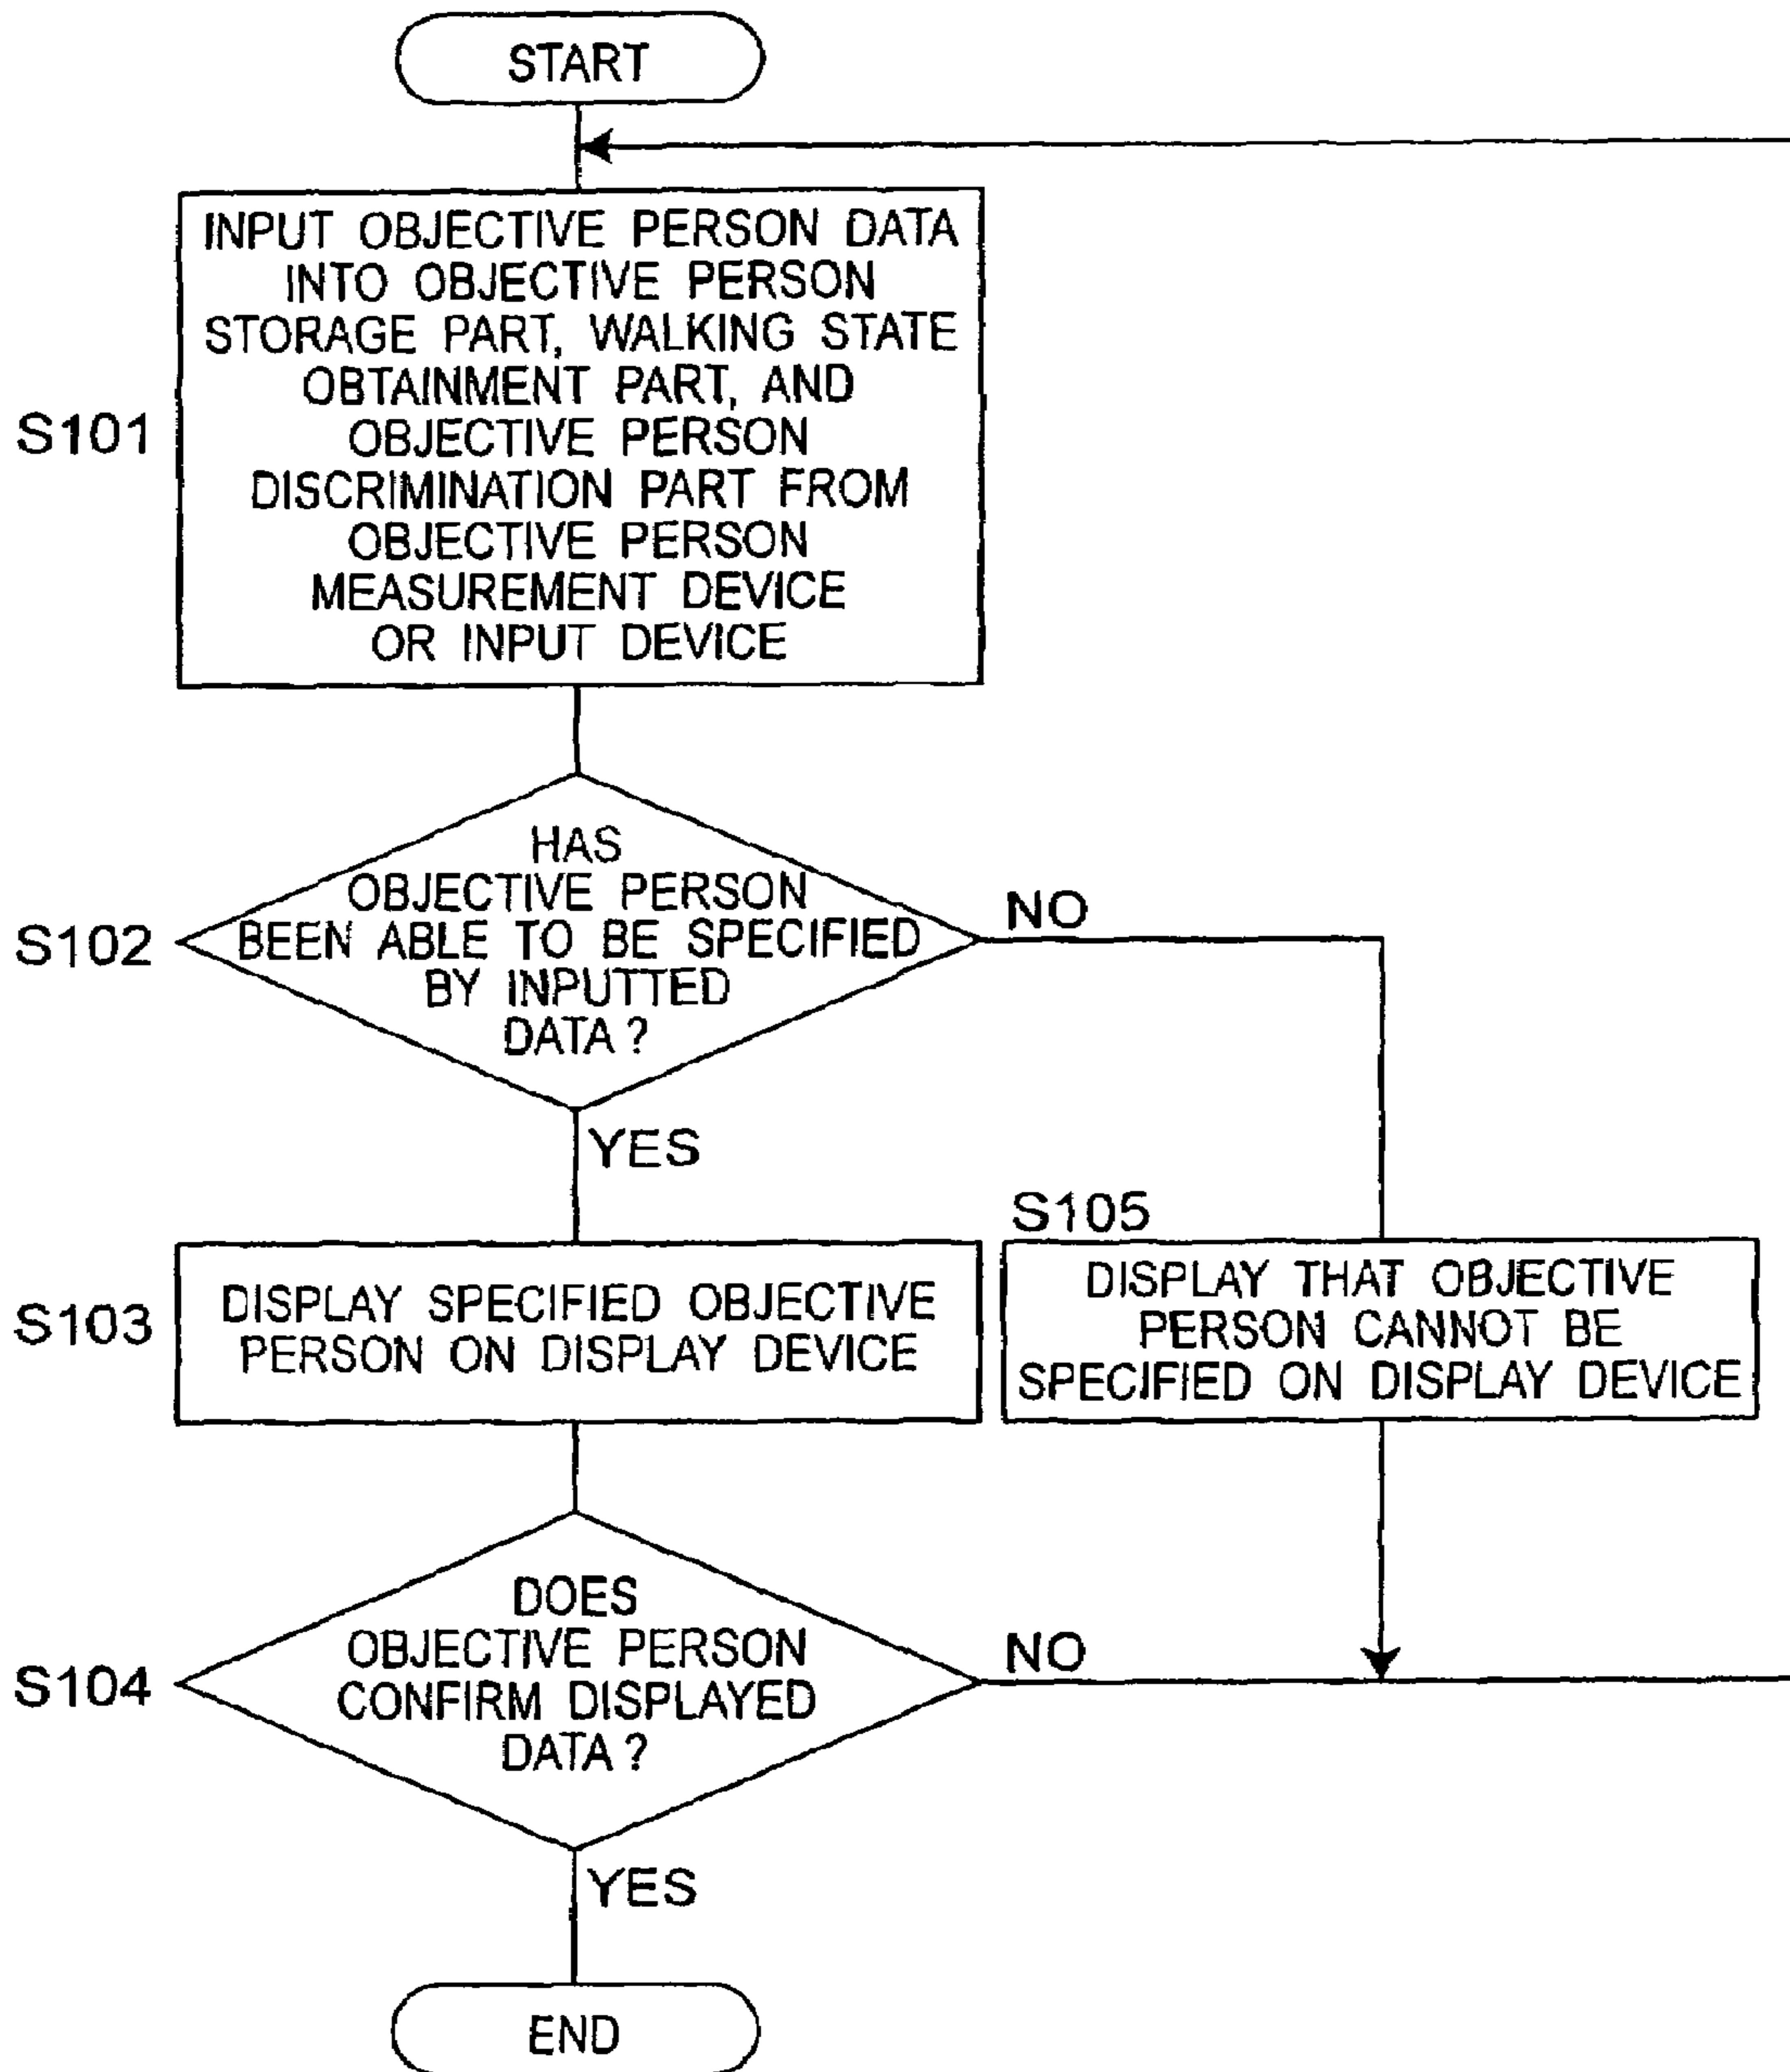 START
S101
INPUT OBJECTIVE PERSON DATA
INTO OBJECTIVE PERSON
STORAGE PART, WALKING STATE
OBTAINMENT PART, AND
OBJECTIVE PERSON
DISCRIMINATION PART FROM
OBJECTIVE PERSON
MEASUREMENT DEVICE
OR INPUT DEVICE
S102
HAS
OBJECTIVE PERSON
BEEN ABLE TO BE SPECIFIED
BY INPUTTED
DATA?
NO
YES
S103
DISPLAY SPECIFIED OBJECTIVE
PERSON ON DISPLAY DEVICE
S105
DISPLAY THAT OBJECTIVE
PERSON CANNOT BE
SPECIFIED ON DISPLAY DEVICE
S104
DOES
OBJECTIVE PERSON
CONFIRM DISPLAYED
DATA?
NO
YES
END